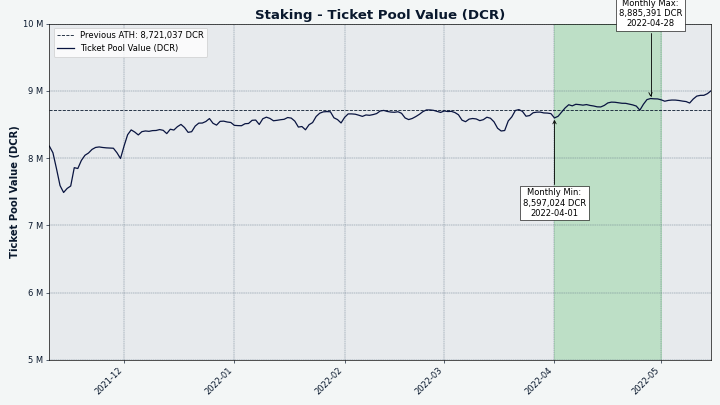 Staking - Ticket Pool Value (DCR)
Monthly Max:
8,885,391 DCR
2022-04-28
Previous ATH: 8,721,037 DCR
Ticket Pool Value (DCR)
Ticket Pool Value (DCR)
10 M
9 M
8 M
7 M
6 M
5 M
Monthly Min:
8,597,024 DCR
2022-04-01
2021-12
2022-01
2022-02
2022-03
2022-04
2022-05